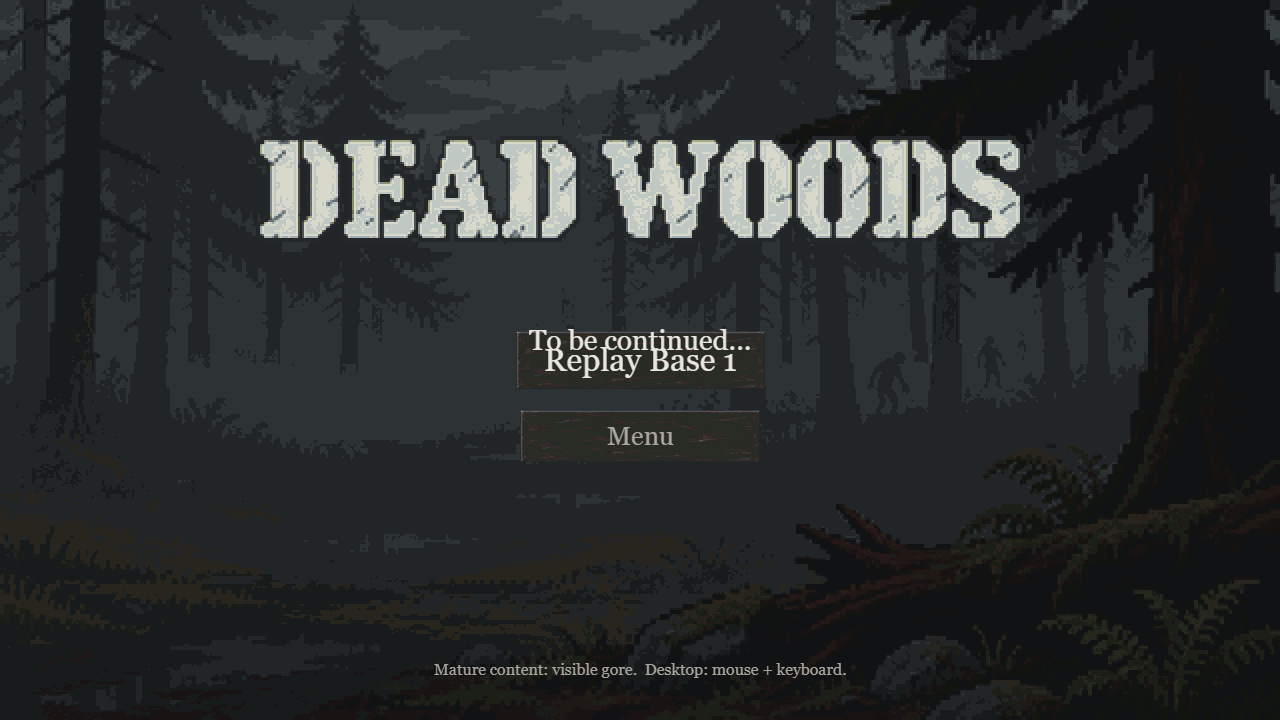 DEAD WOODS
To be continued...
Replay Base 1
Menu
Mature content: visible gore.  Desktop: mouse + keyboard.